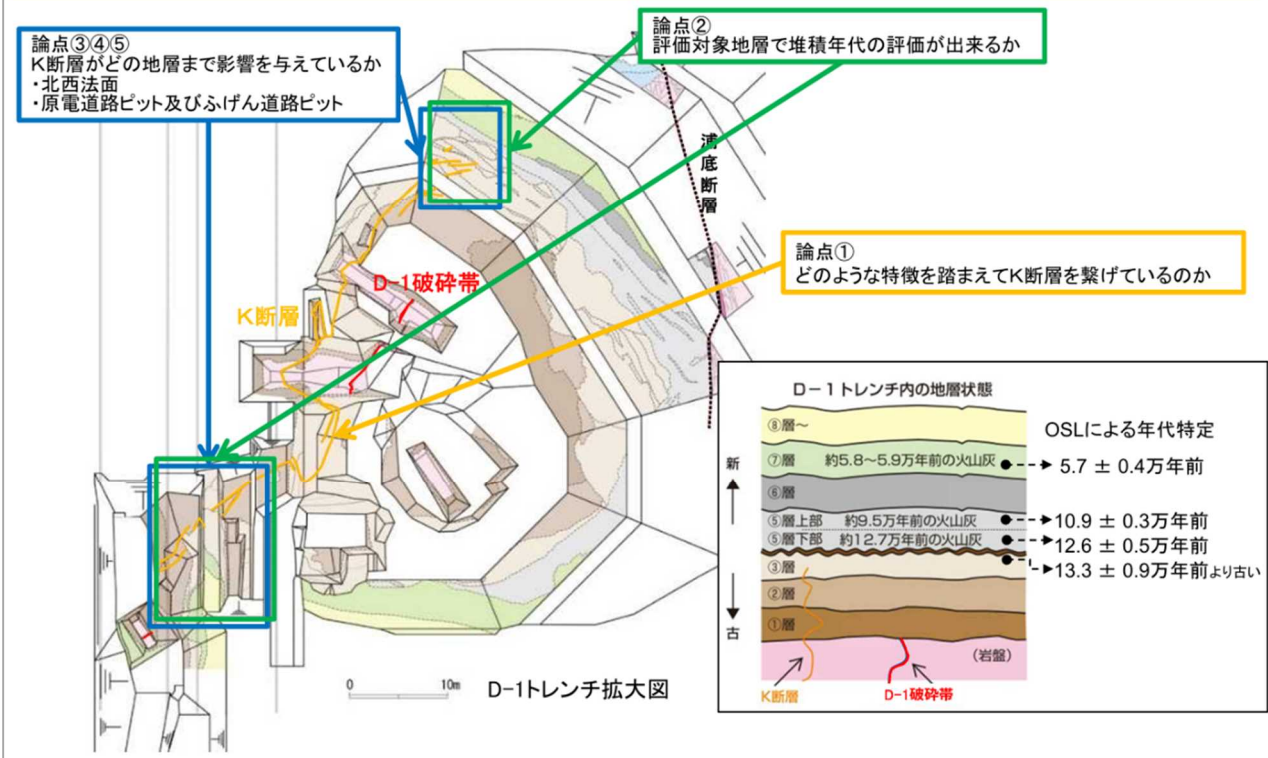 論点③④⑤
K断層がどの地層まで影響を与えているか
・北西法面
・原電道路ピット及びふげん道路ピット
論点②
評価対象地層で堆積年代の評価が出来るか
浦底断層
論点①
どのような特徴を踏まえてK断層を繋げているのか
D-1破砕帯
K断層
0 10m
D-1トレンチ拡大図
D-1トレンチ内の地層状態
OSLによる年代特定
新
古
⑧層~
⑦層 約5.8~5.9万年前の火山灰
5.7 ± 0.4万年前
⑥層
⑤層上部 約9.5万年前の火山灰
10.9 ± 0.3万年前
⑤層下部 約12.7万年前の火山灰
12.6 ± 0.5万年前
③層
13.3 ± 0.9万年前より古い
②層
①層
(岩盤)
K断層
D-1破砕帯